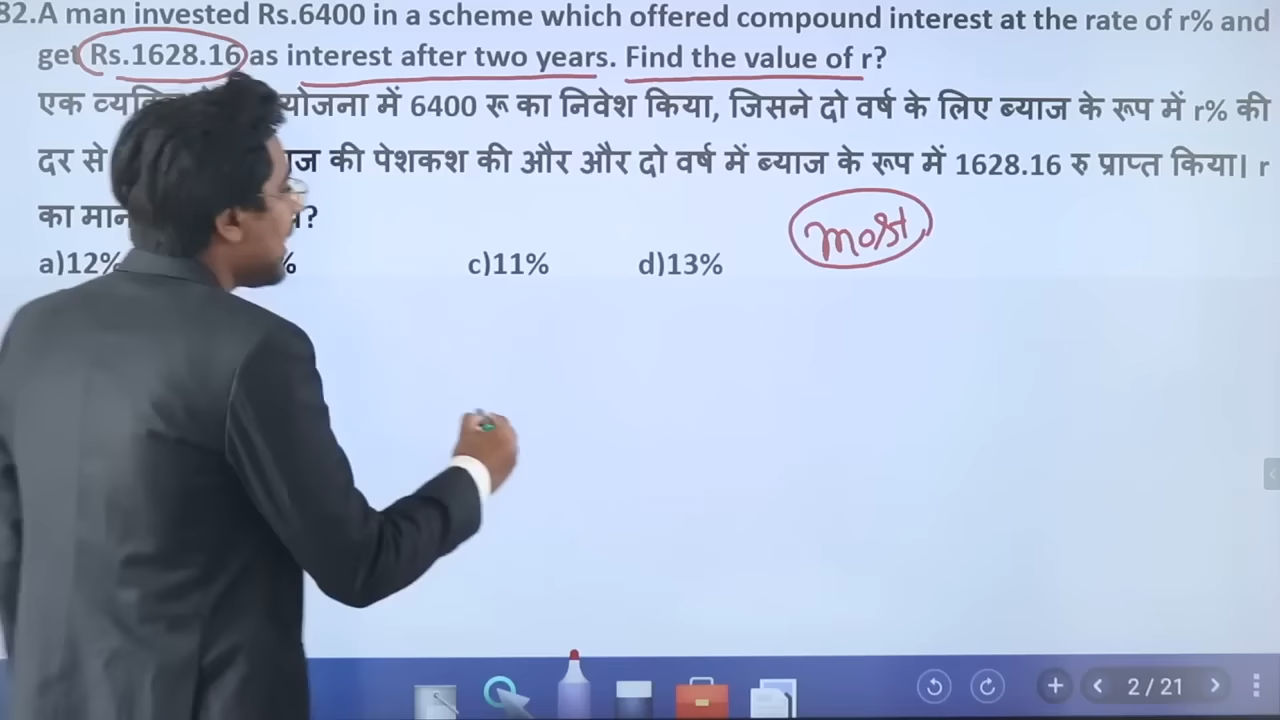 82.A man invested Rs.6400 in a scheme which offered compound interest at the rate of r% and
get Rs.1628.16 as interest after two years. Find the value of r?
एक योजना में 6400 रू का निवेश किया, जिसने दो वर्ष के लिए ब्याज के रूप में r% की
दर से की पेशकश की और और दो वर्ष में ब्याज के रूप में 1628.16 रु प्राप्त किया। r
का मान
a)12% % c)11% d)13%
most
2 / 21